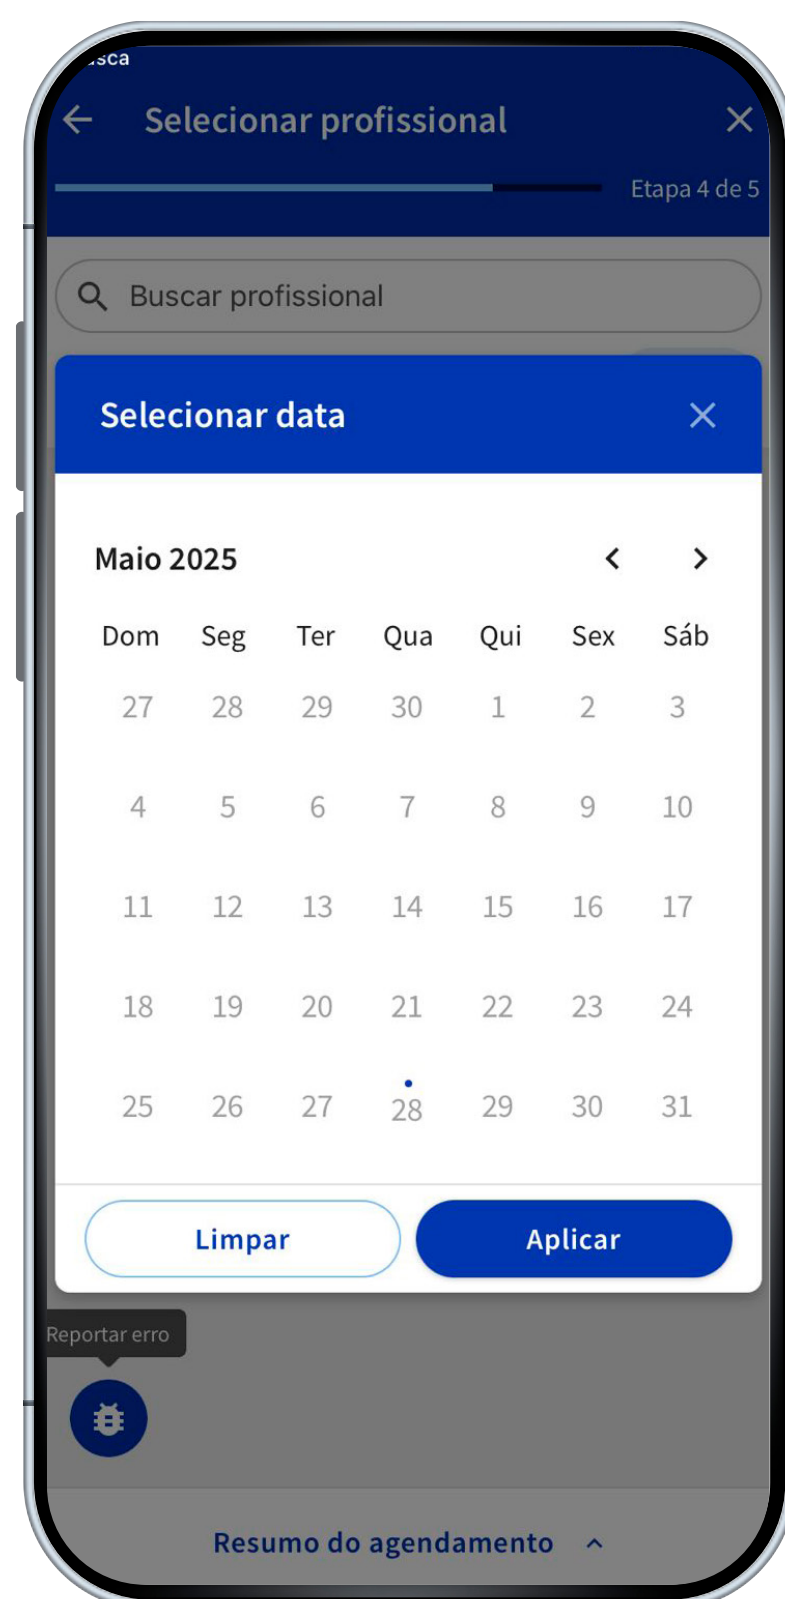 Selecionar profissional
Etapa 4 de 5
Buscar profissional
Selecionar data
Maio 2025
Dom Seg Ter Qua Qui Sex Sáb
27 28 29 30 1 2 3
4 5 6 7 8 9 10
11 12 13 14 15 16 17
18 19 20 21 22 23 24
25 26 27 28 29 30 31
Limpar Aplicar
Reportar erro
Resumo do agendamento